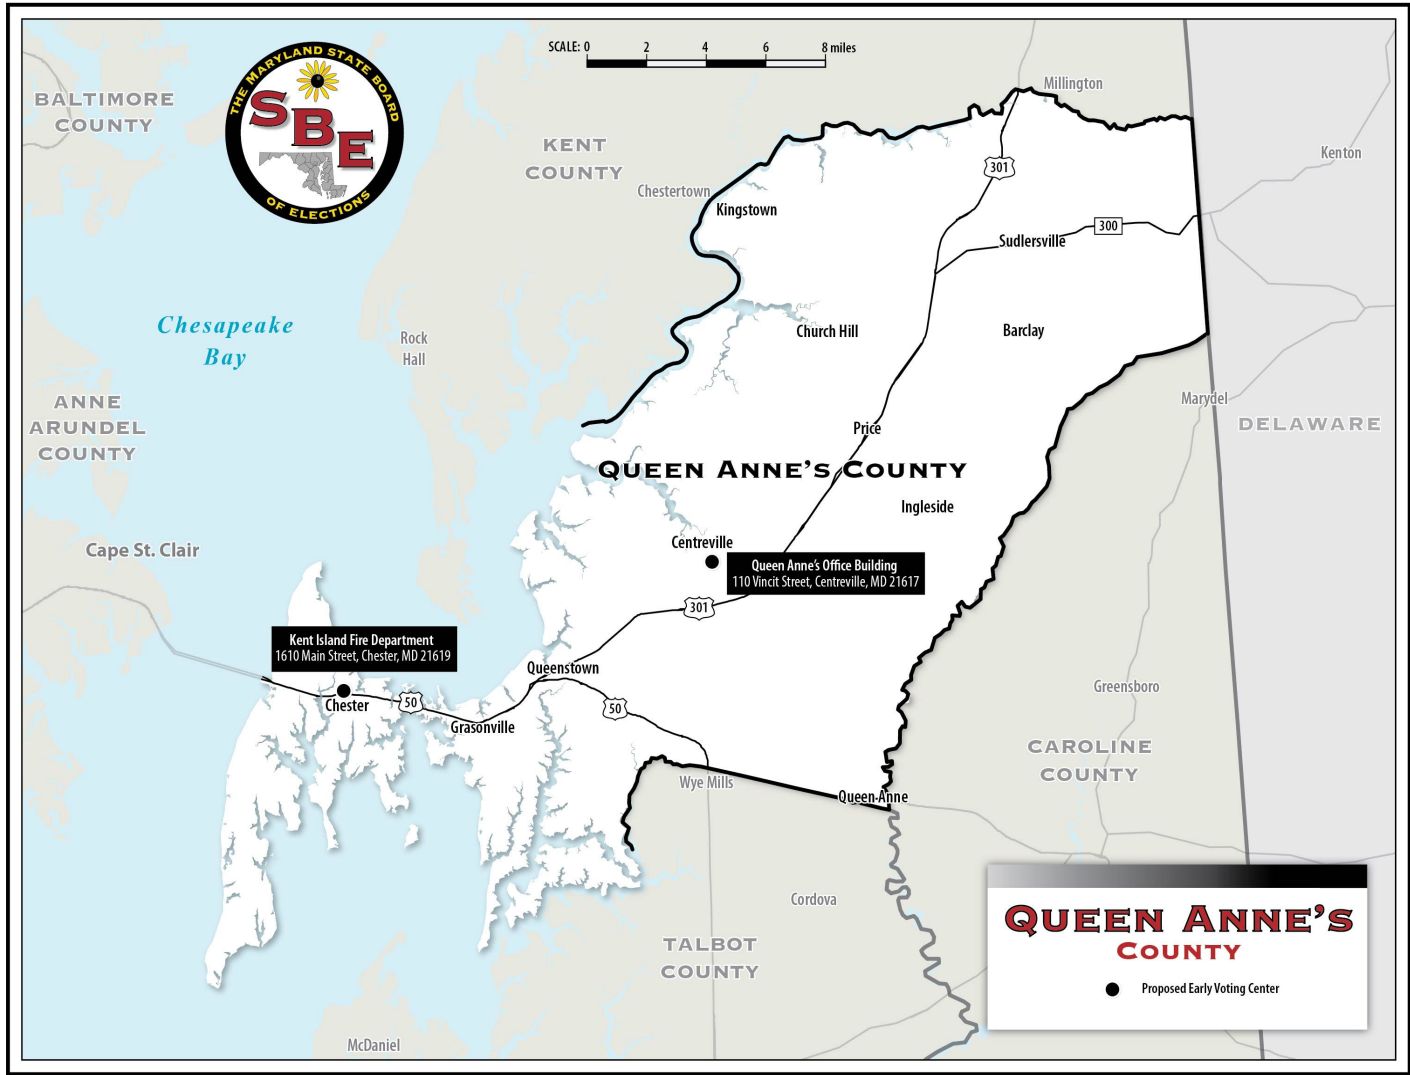 THE MARYLAND STATE BOARD
SBE
OF ELECTIONS
SCALE: 0 2 4 6 8 miles
BALTIMORE
COUNTY
KENT
COUNTY
Millington
Kenton
Chestertown
Kingstown
301
300
Sudlersville
Chesapeake
Bay
Rock
Hall
Church Hill
Barclay
ANNE
ARUNDEL
COUNTY
Marydel
DELAWARE
Price
QUEEN ANNE'S COUNTY
Ingleside
Cape St. Clair
Centreville
Queen Anne's Office Building
110 Vincit Street, Centreville, MD 21617
301
Kent Island Fire Department
1610 Main Street, Chester, MD 21619
Queenstown
Chester
50
50
Grasonville
Greensboro
CAROLINE
COUNTY
Wye Mills
Queen Anne
Cordova
TALBOT
COUNTY
McDaniel
QUEEN ANNE'S
COUNTY
Proposed Early Voting Center